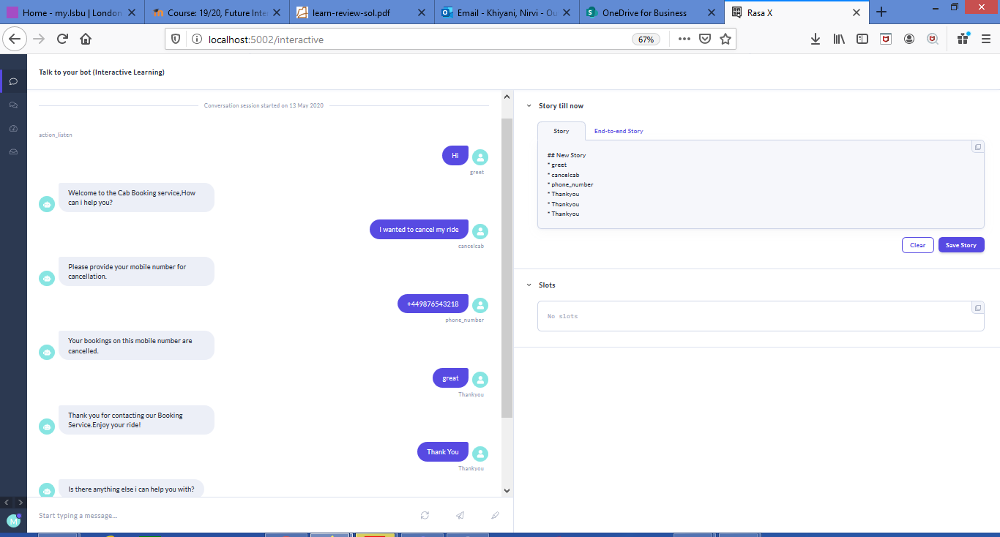 Home - my.lsbu | London
Course: 19/20, Future Inte
learn-review-sol.pdf
Email - Khiyani, Nirvi - Ou
OneDrive for Business
Rasa X
localhost:5002/interactive
67%
Talk to your bot (Interactive Learning)
Conversation session started on 13 May 2020
action_listen
Hi
greet
Welcome to the Cab Booking service,How
can i help you?
I wanted to cancel my ride
cancelcab
Please provide your mobile number for
cancellation.
+449876543218
phone_number
Your bookings on this mobile number are
cancelled.
great
Thankyou
Thank you for contacting our Booking
Service.Enjoy your ride!
Thank You
Thankyou
Is there anything else i can help you with?
Start typing a message...
M
Story till now
Story
End-to-end Story
## New Story
* greet
* cancelcab
* phone_number
* Thankyou
* Thankyou
* Thankyou
Clear
Save Story
Slots
No slots